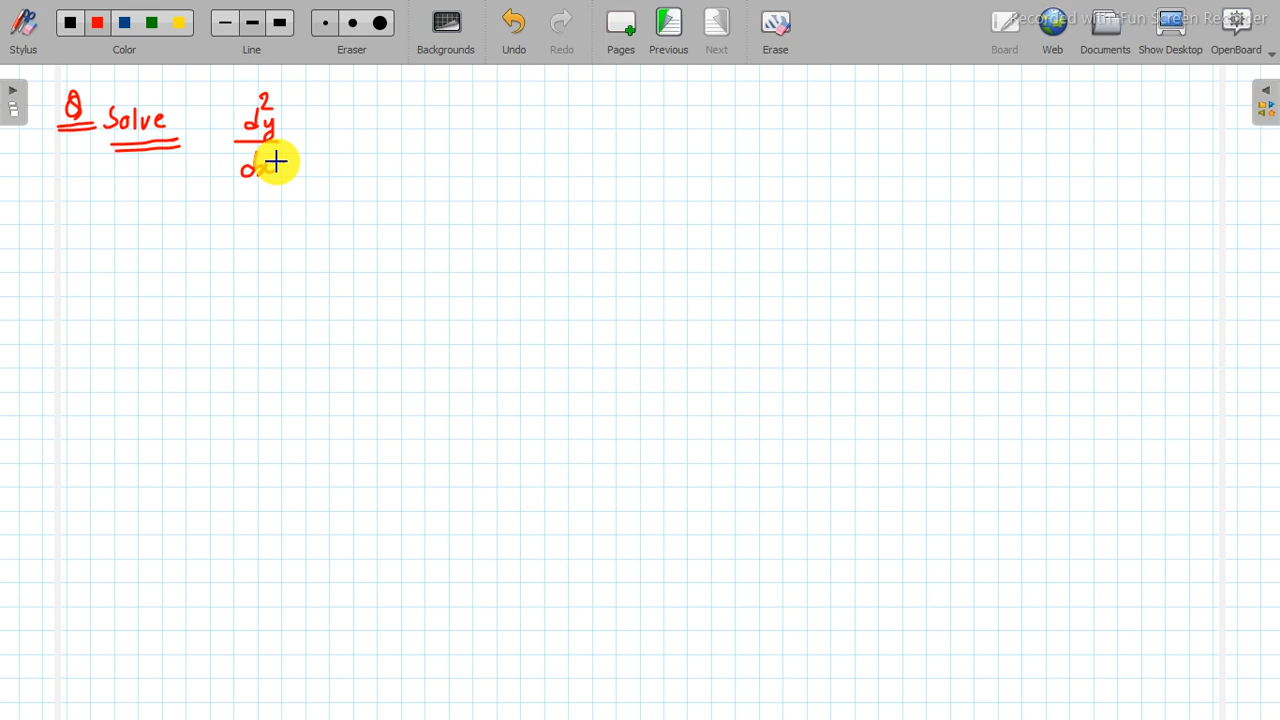 Recorded with Fun Screen Recorder
Stylus Color Line Eraser Backgrounds Undo Redo Pages Previous Next Erase Board Web Documents Show Desktop OpenBoard
Q Solve d²y
dx